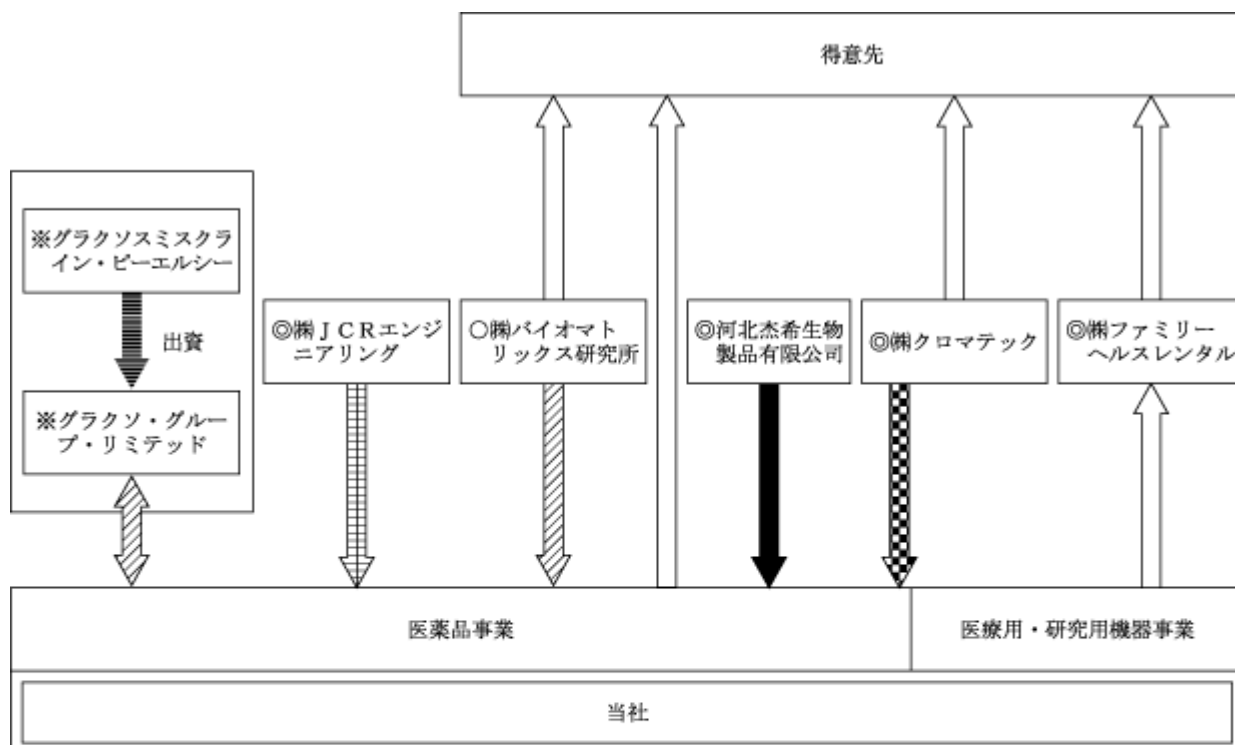 得意先
※グラクソスミスクラ
イン・ピーエルシー
出資
※グラクソ・グルー
プ・リミテッド
◎㈱ＪＣＲエンジ
ニアリング
○㈱バイオマト
リックス研究所
◎河北杰希生物
製品有限公司
◎㈱クロマテック
◎㈱ファミリー
ヘルスレンタル
医薬品事業
医療用・研究用機器事業
当社